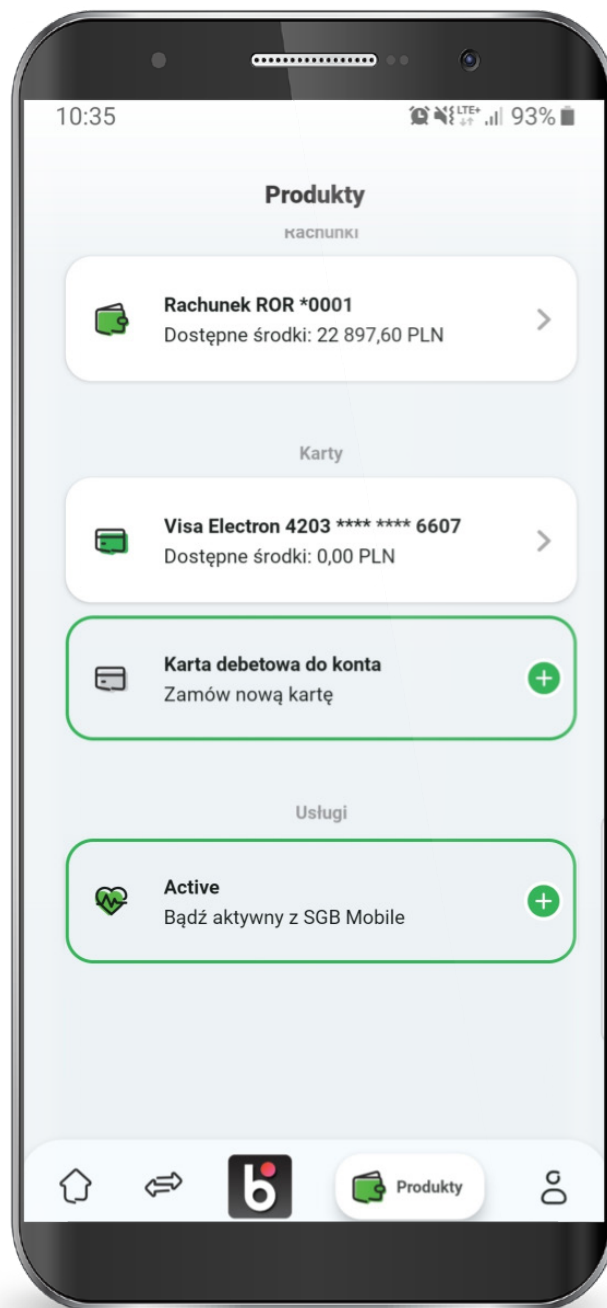 10:35
LTE+ 93%
Produkty
Rachunki
Rachunek ROR *0001
Dostępne środki: 22 897,60 PLN
Karty
Visa Electron 4203 **** **** 6607
Dostępne środki: 0,00 PLN
Karta debetowa do konta
Zamów nową kartę
Usługi
Active
Bądź aktywny z SGB Mobile
b
Produkty